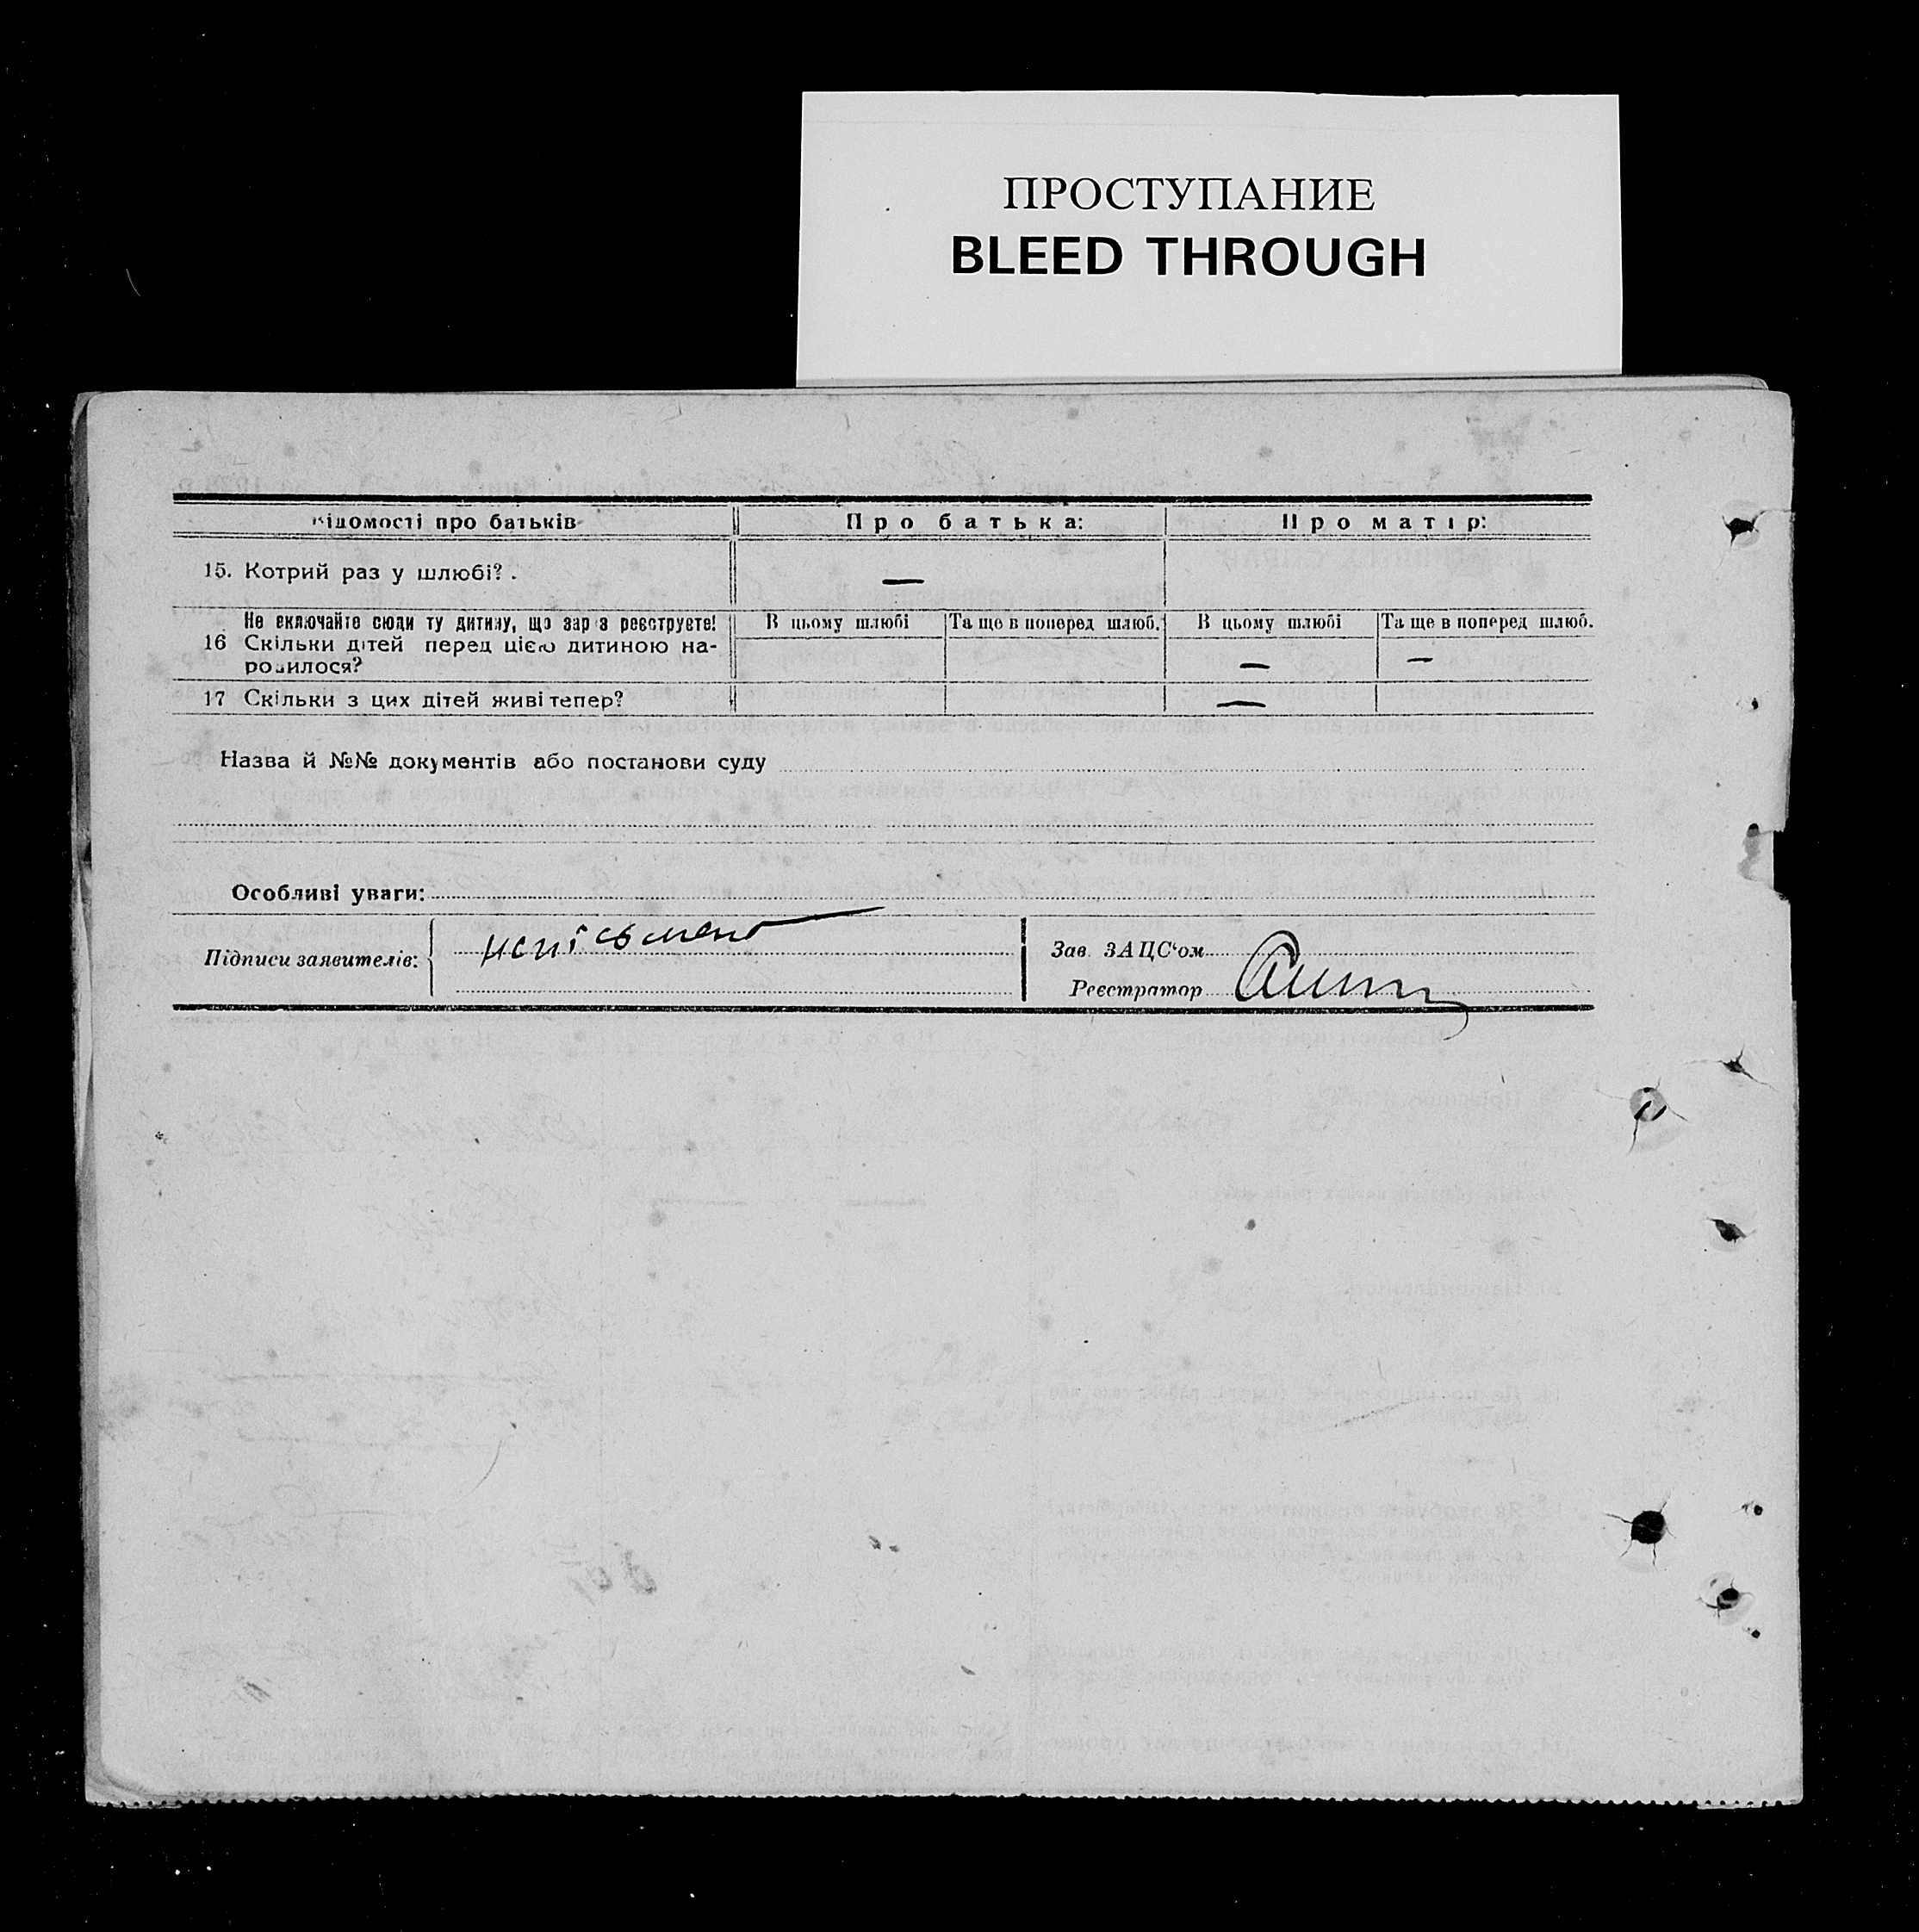 ПРОСТУПАНИЕ
BLEED THROUGH
Відомості про батьків
Про батька:
Про матір:
15. Котрий раз у шлюбі? .
—
Не включайте сюди ту дитину, що зараз реєструєте!
В цьому шлюбі
Та ще в поперед шлюб.
В цьому шлюбі
Та ще в поперед шлюб.
16 Скільки дітей перед цією дитиною на-
родилося?
—
—
17 Скільки з цих дітей живі тепер?
—
Назва й №№ документів або постанови суду
Особливі уваги:
Підписи заявителів:
неписьмен
Зав. ЗАЦС‘ом
Реєстратор